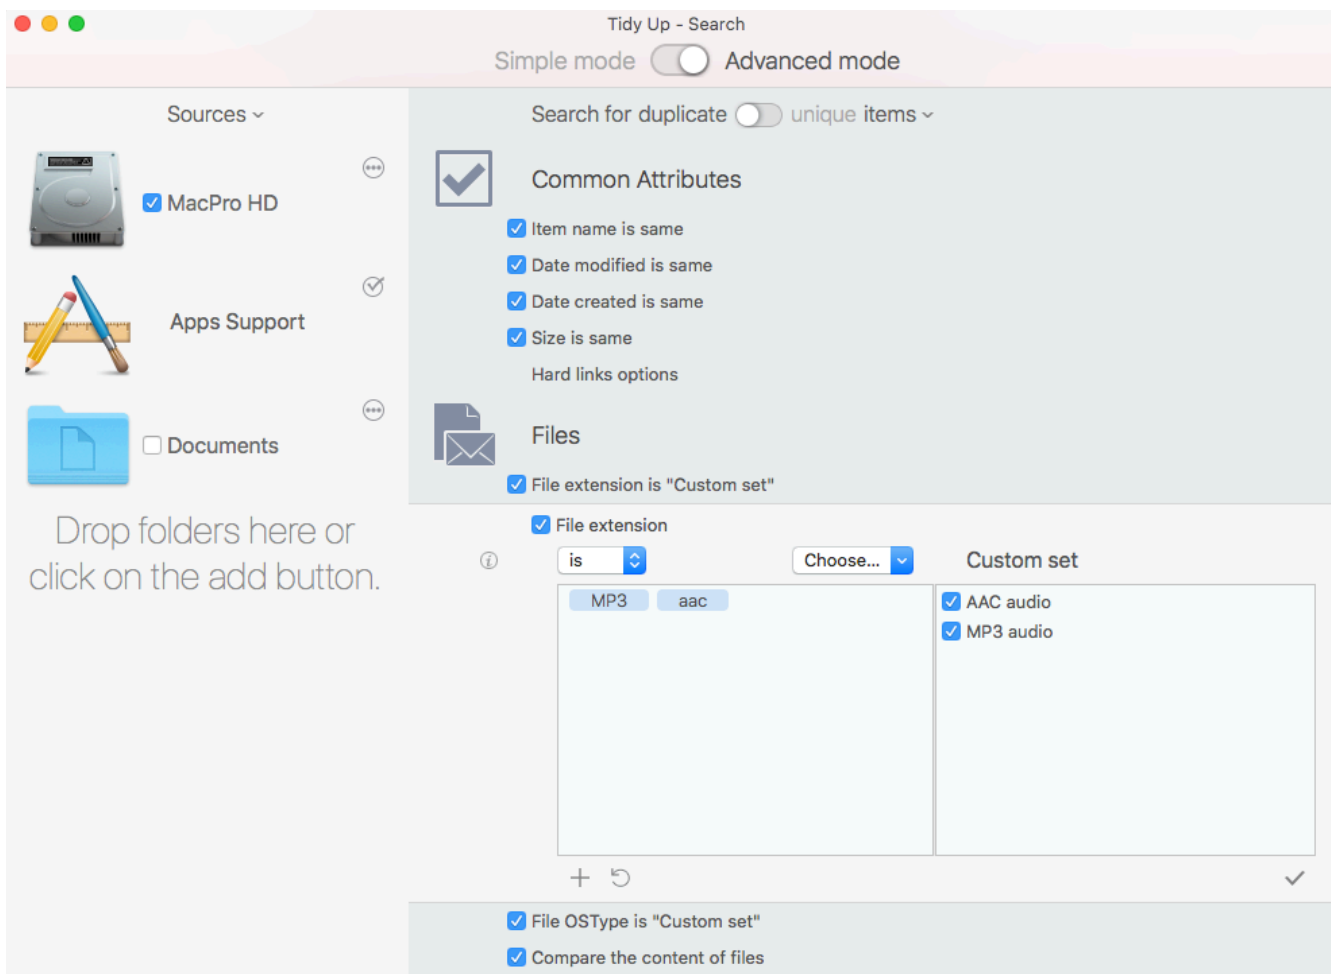 Tidy Up - Search
Simple mode Advanced mode
Sources
MacPro HD
Apps Support
Documents
Drop folders here or
click on the add button.
Search for duplicate unique items
Common Attributes
Item name is same
Date modified is same
Date created is same
Size is same
Hard links options
Files
File extension is "Custom set"
File extension
is Choose... Custom set
MP3 aac
AAC audio
MP3 audio
File OSType is "Custom set"
Compare the content of files